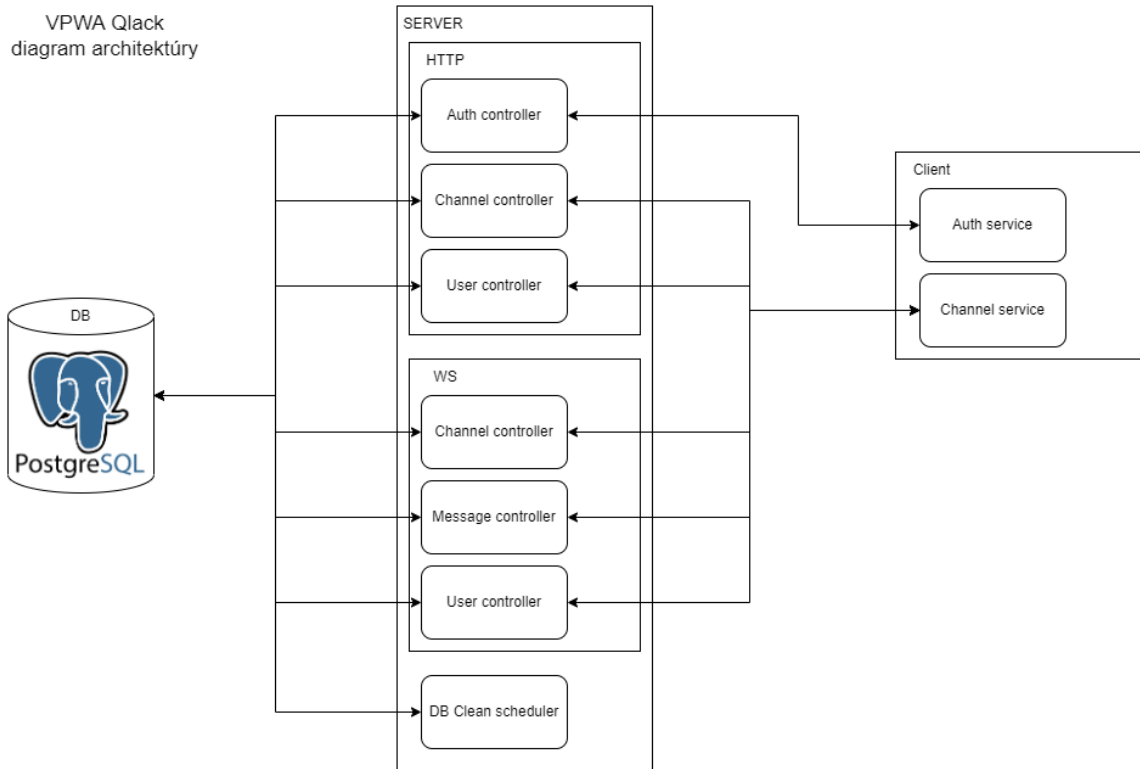 VPWA Qlack
diagram architektúry
SERVER
HTTP
Auth controller
Channel controller
User controller
Client
Auth service
Channel service
DB
PostgreSQL
WS
Channel controller
Message controller
User controller
DB Clean scheduler